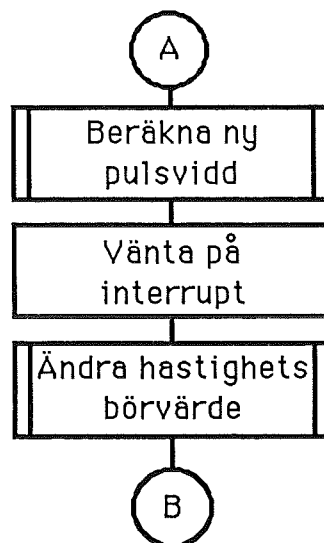 A
Beräkna ny
pulsvidd
Vänta på
interrupt
Ändra hastighets
börvärde
B